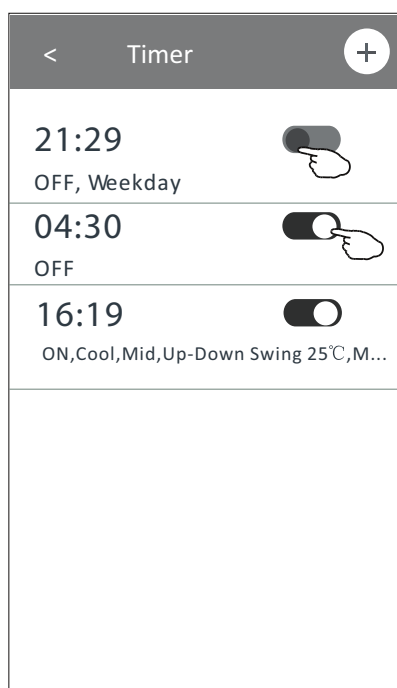 < Timer +
21:29
OFF, Weekday
04:30
OFF
16:19
ON,Cool,Mid,Up-Down Swing 25℃,M...